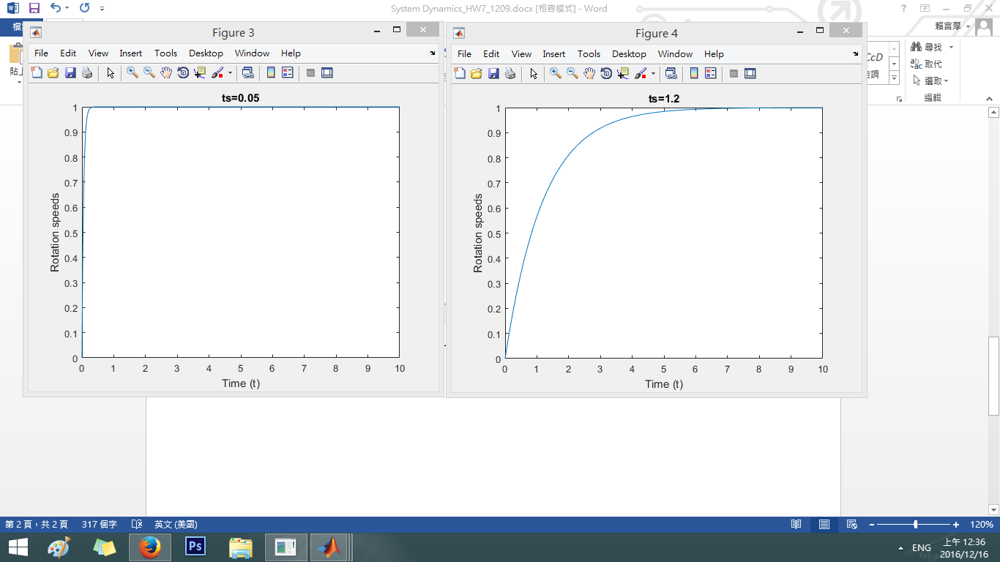 System Dynamics_HW7_1209.docx [相容模式] - Word
賴言厚
尋找
取代
選取
編輯
Figure 3
File Edit View Insert Tools Desktop Window Help
ts=0.05
Rotation speeds
1
0.9
0.8
0.7
0.6
0.5
0.4
0.3
0.2
0.1
0
0 1 2 3 4 5 6 7 8 9 10
Time (t)
Figure 4
File Edit View Insert Tools Desktop Window Help
ts=1.2
Rotation speeds
1
0.9
0.8
0.7
0.6
0.5
0.4
0.3
0.2
0.1
0
0 1 2 3 4 5 6 7 8 9 10
Time (t)
第 2 頁，共 2 頁 317 個字 英文 (美國) 120%
Ps
ENG
上午 12:36
2016/12/16